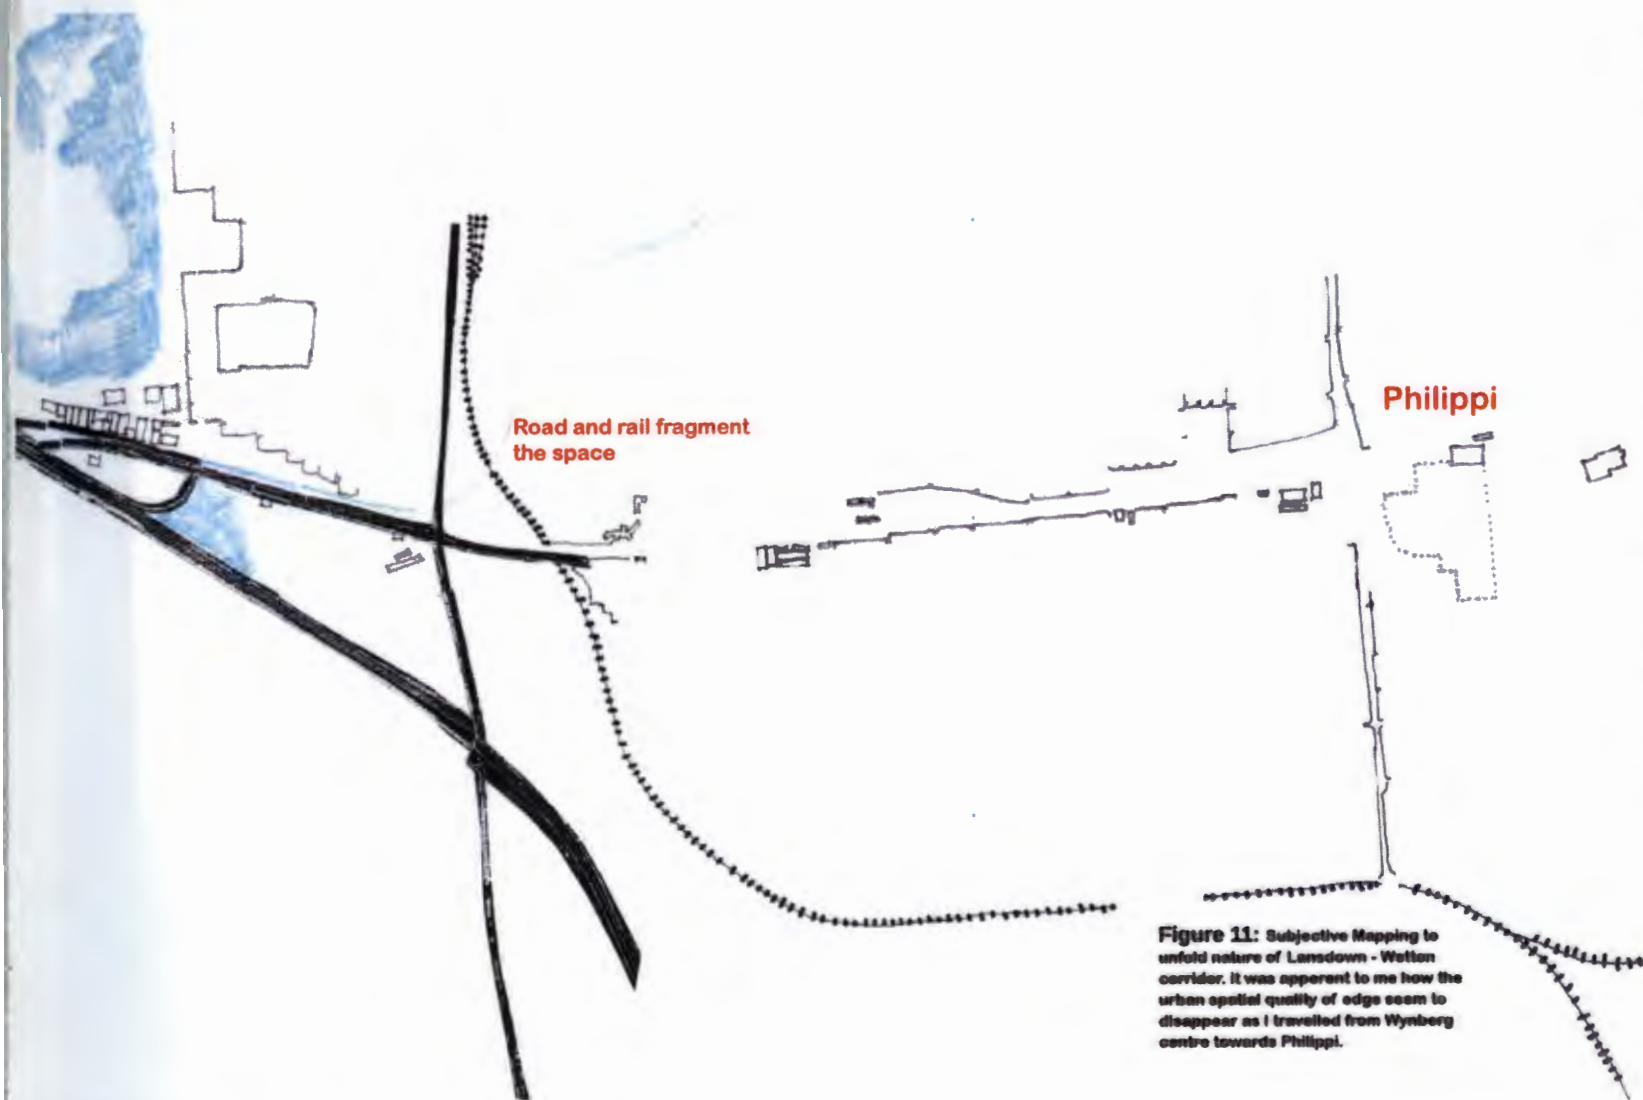 Road and rail fragment
the space
Philippi
Figure 11: Subjective Mapping to
unfold nature of Lansdown - Wetton
corridor. It was apperent to me how the
urban spatial quality of edge seem to
disappear as I travelled from Wynberg
centre towards Philippi.